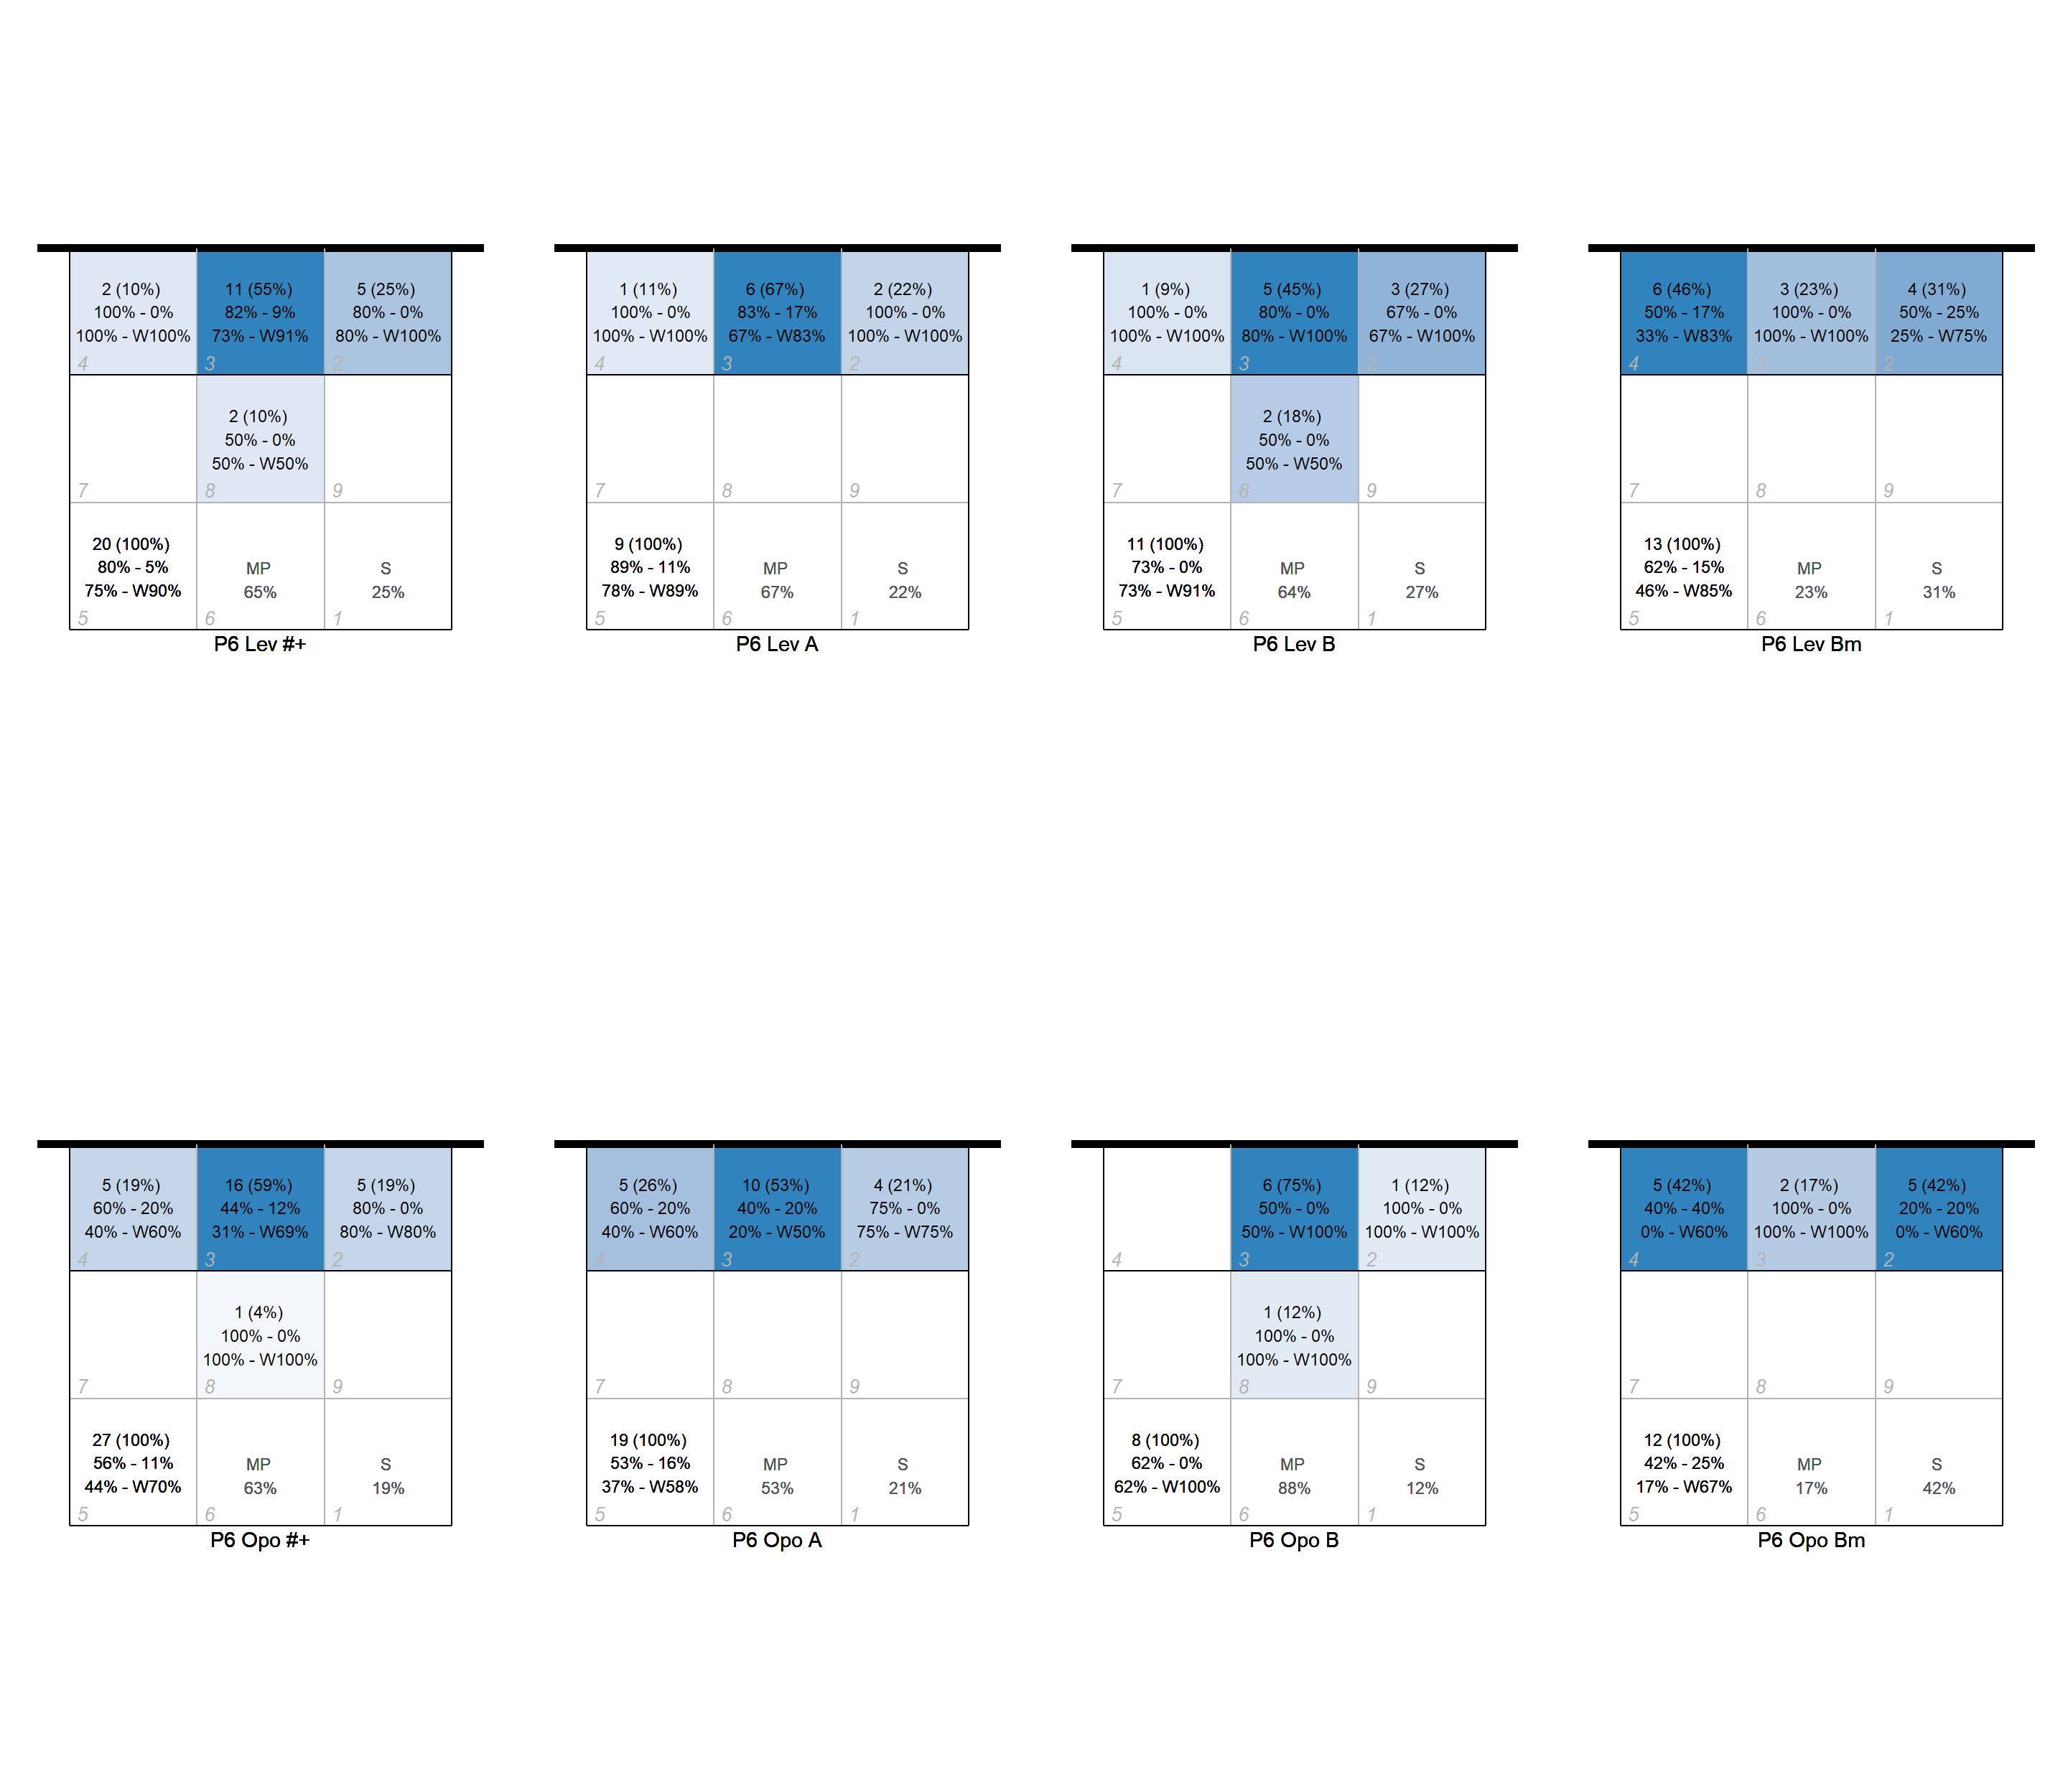 2 (10%)
100% - 0%
100% - W100%
4
11 (55%)
82% - 9%
73% - W91%
3
5 (25%)
80% - 0%
80% - W100%
2
7
2 (10%)
50% - 0%
50% - W50%
8
9
20 (100%)
80% - 5%
75% - W90%
5
MP
65%
6
S
25%
1
P6 Lev #+
1 (11%)
100% - 0%
100% - W100%
4
6 (67%)
83% - 17%
67% - W83%
3
2 (22%)
100% - 0%
100% - W100%
2
7
8
9
9 (100%)
89% - 11%
78% - W89%
5
MP
67%
6
S
22%
1
P6 Lev A
1 (9%)
100% - 0%
100% - W100%
4
5 (45%)
80% - 0%
80% - W100%
3
3 (27%)
67% - 0%
67% - W100%
2
7
2 (18%)
50% - 0%
50% - W50%
8
9
11 (100%)
73% - 0%
73% - W91%
5
MP
64%
6
S
27%
1
P6 Lev B
6 (46%)
50% - 17%
33% - W83%
4
3 (23%)
100% - 0%
100% - W100%
3
4 (31%)
50% - 25%
25% - W75%
2
7
8
9
13 (100%)
62% - 15%
46% - W85%
5
MP
23%
6
S
31%
1
P6 Lev Bm
5 (19%)
60% - 20%
40% - W60%
4
16 (59%)
44% - 12%
31% - W69%
3
5 (19%)
80% - 0%
80% - W80%
2
7
1 (4%)
100% - 0%
100% - W100%
8
9
27 (100%)
56% - 11%
44% - W70%
5
MP
63%
6
S
19%
1
P6 Opo #+
5 (26%)
60% - 20%
40% - W60%
4
10 (53%)
40% - 20%
20% - W50%
3
4 (21%)
75% - 0%
75% - W75%
2
7
8
9
19 (100%)
53% - 16%
37% - W58%
5
MP
53%
6
S
21%
1
P6 Opo A
4
6 (75%)
50% - 0%
50% - W100%
3
1 (12%)
100% - 0%
100% - W100%
2
7
1 (12%)
100% - 0%
100% - W100%
8
9
8 (100%)
62% - 0%
62% - W100%
5
MP
88%
6
S
12%
1
P6 Opo B
5 (42%)
40% - 40%
0% - W60%
4
2 (17%)
100% - 0%
100% - W100%
3
5 (42%)
20% - 20%
0% - W60%
2
7
8
9
12 (100%)
42% - 25%
17% - W67%
5
MP
17%
6
S
42%
1
P6 Opo Bm